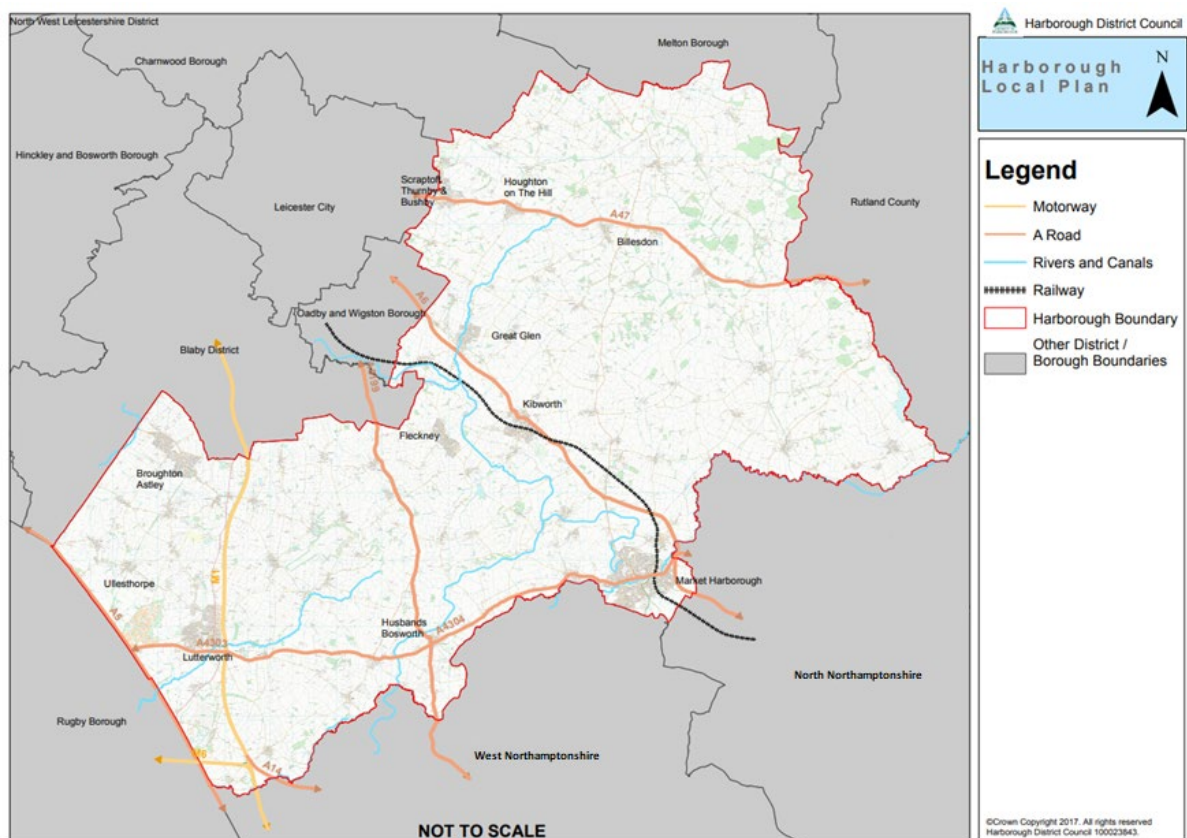 North West Leicestershire District
Charnwood Borough
Melton Borough
Hinckley and Bosworth Borough
Leicester City
Scraptoft,
Thurnby &
Bushby
Houghton
on The Hill
Rutland County
A47
Billesdon
A6
Oadby and Wigston Borough
Great Glen
Blaby District
A5199
Kibworth
Fleckney
Broughton
Astley
M1
Ullesthorpe
A5
Market Harborough
Husbands
Bosworth
A4304
A4303
Lutterworth
North Northamptonshire
Rugby Borough
M6
A14
West Northamptonshire
NOT TO SCALE
Harborough District Council
Harborough
Local Plan
N
Legend
Motorway
A Road
Rivers and Canals
Railway
Harborough Boundary
Other District /
Borough Boundaries
©Crown Copyright 2017. All rights reserved
Harborough District Council 100023843.